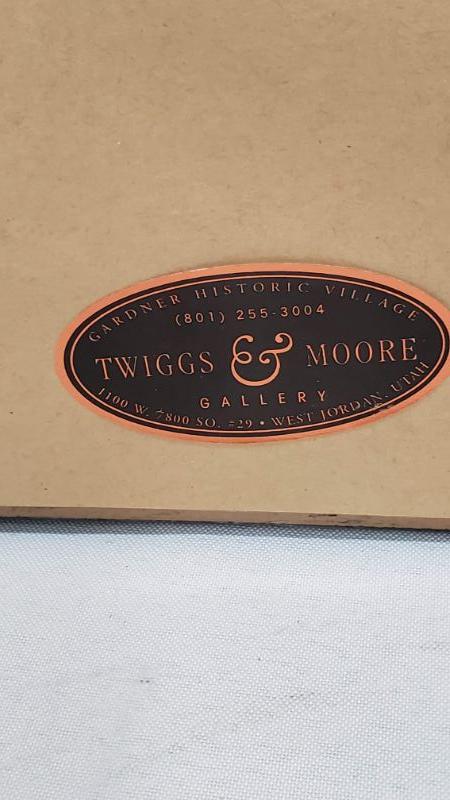 GARDNER HISTORIC VILLAGE
(801) 255-3004
TWIGGS & MOORE
GALLERY
1100 W. 7800 SO. #29 • WEST JORDAN, UTAH